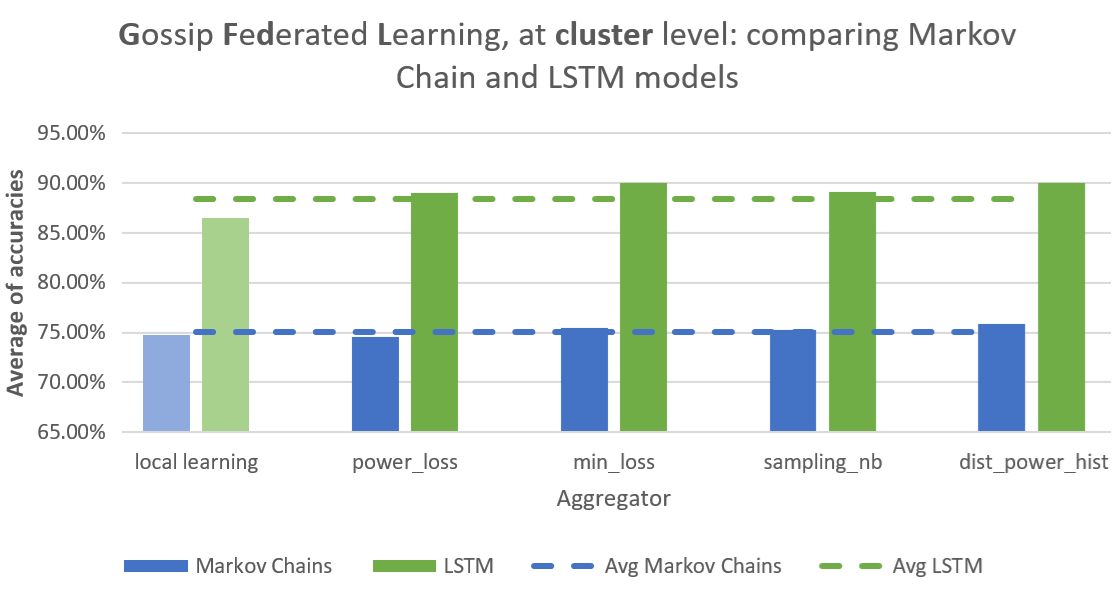 Gossip Federated Learning, at cluster level: comparing Markov
Chain and LSTM models
95.00%
90.00%
85.00%
80.00%
75.00%
70.00%
65.00%
Average of accuracies
local learning
power_loss
min_loss
sampling_nb
dist_power_hist
Aggregator
Markov Chains
LSTM
Avg Markov Chains
Avg LSTM